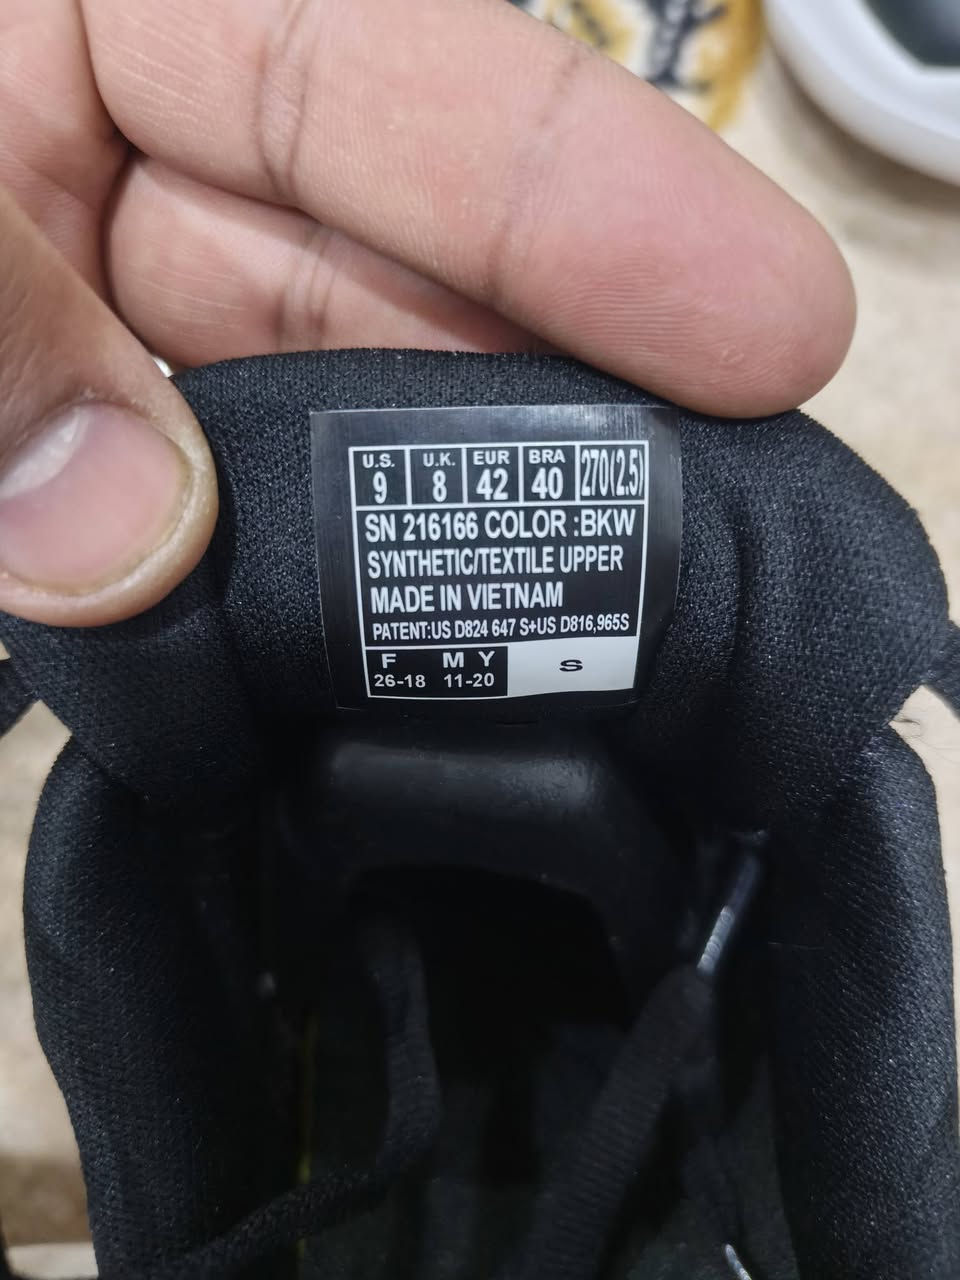 U.S. U.K. EUR BRA 270(2.5)
9 8 42 40
SN 216166 COLOR :BKW
SYNTHETIC/TEXTILE UPPER
MADE IN VIETNAM
PATENT:US D824 647 S+US D816,965S
F M Y S
26-18 11-20